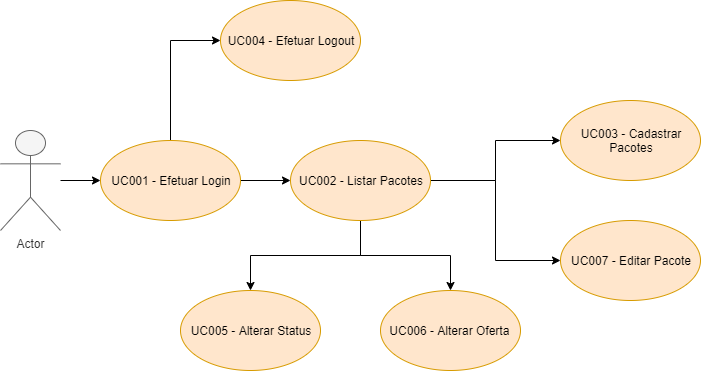 UC004 - Efetuar Logout
UC003 - Cadastrar
Pacotes
UC001 - Efetuar Login
UC002 - Listar Pacotes
Actor
UC007 - Editar Pacote
UC005 - Alterar Status
UC006 - Alterar Oferta